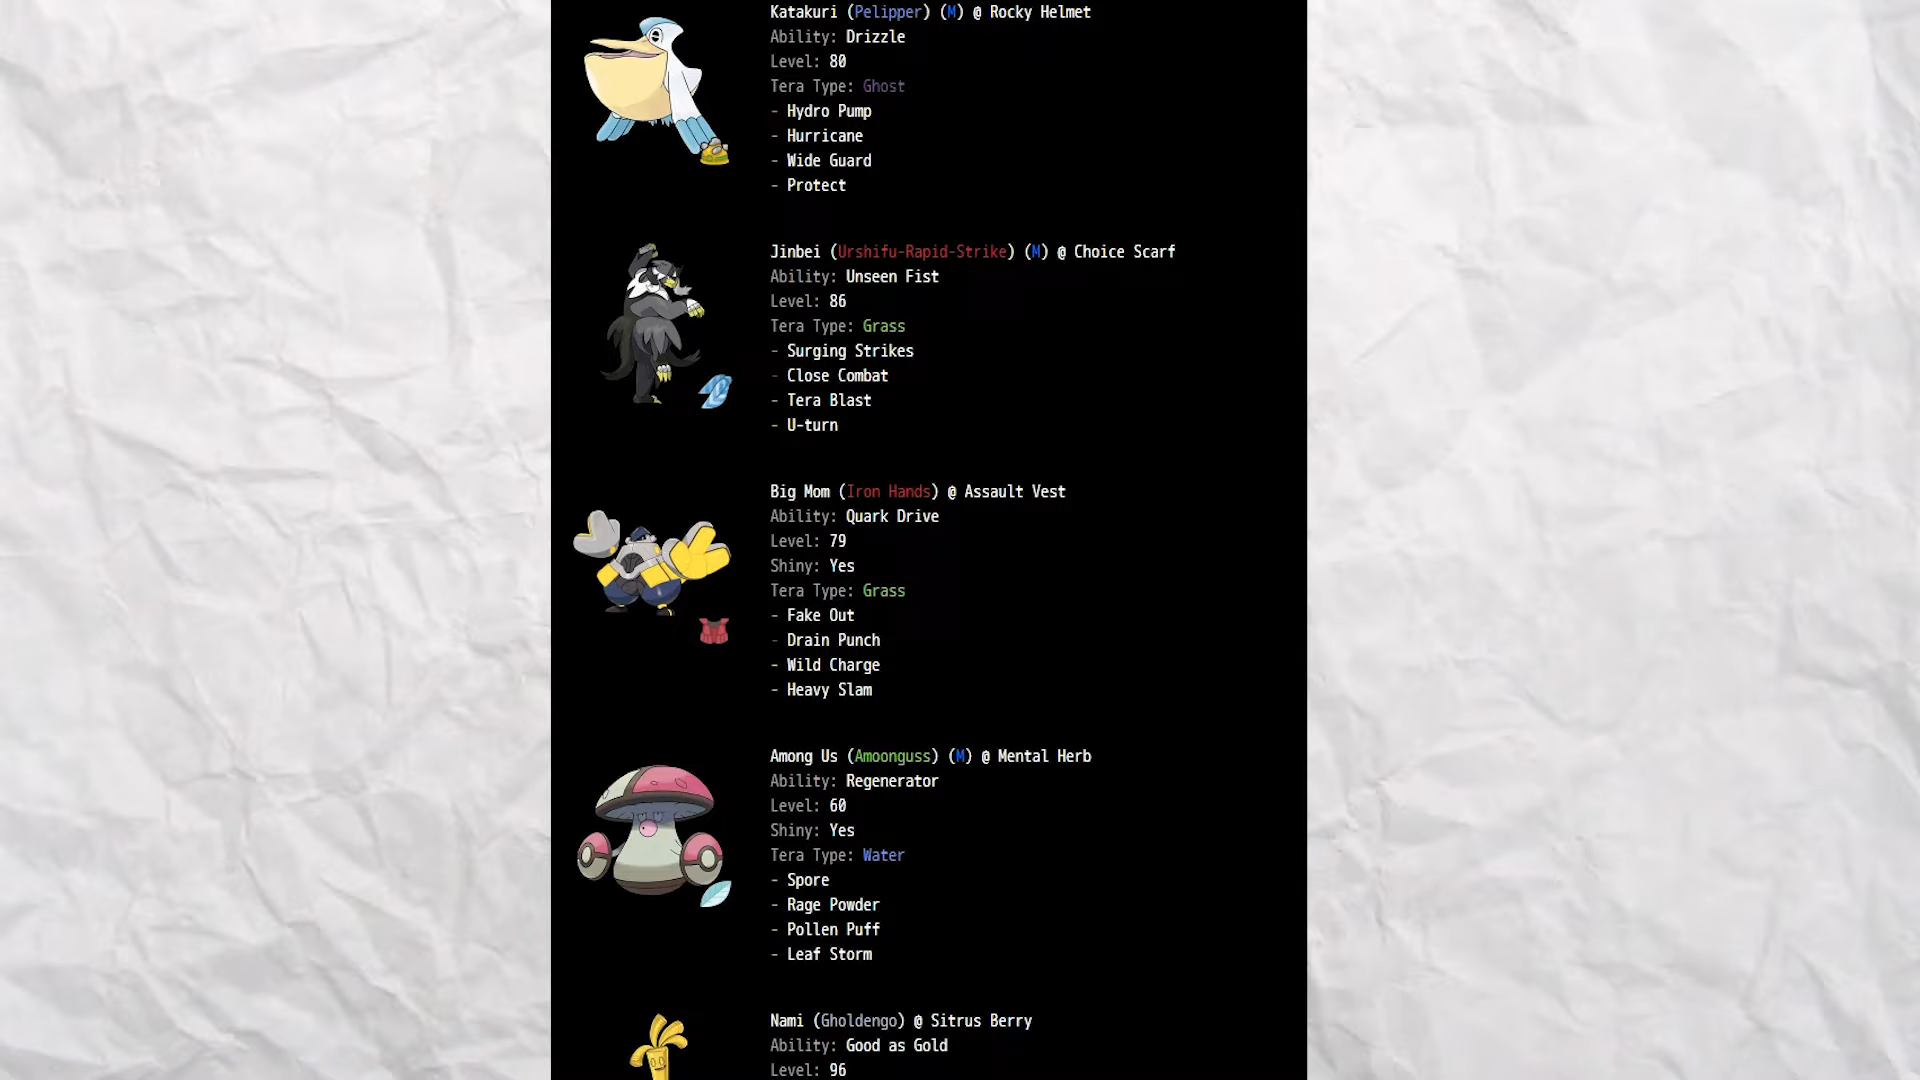 Katakuri (Pelipper) (M) @ Rocky Helmet
Ability: Drizzle
Level: 80
Tera Type: Ghost
- Hydro Pump
- Hurricane
- Wide Guard
- Protect
Jinbei (Urshifu-Rapid-Strike) (M) @ Choice Scarf
Ability: Unseen Fist
Level: 86
Tera Type: Grass
- Surging Strikes
- Close Combat
- Tera Blast
- U-turn
Big Mom (Iron Hands) @ Assault Vest
Ability: Quark Drive
Level: 79
Shiny: Yes
Tera Type: Grass
- Fake Out
- Drain Punch
- Wild Charge
- Heavy Slam
Among Us (Amoonguss) (M) @ Mental Herb
Ability: Regenerator
Level: 60
Shiny: Yes
Tera Type: Water
- Spore
- Rage Powder
- Pollen Puff
- Leaf Storm
Nami (Gholdengo) @ Sitrus Berry
Ability: Good as Gold
Level: 96